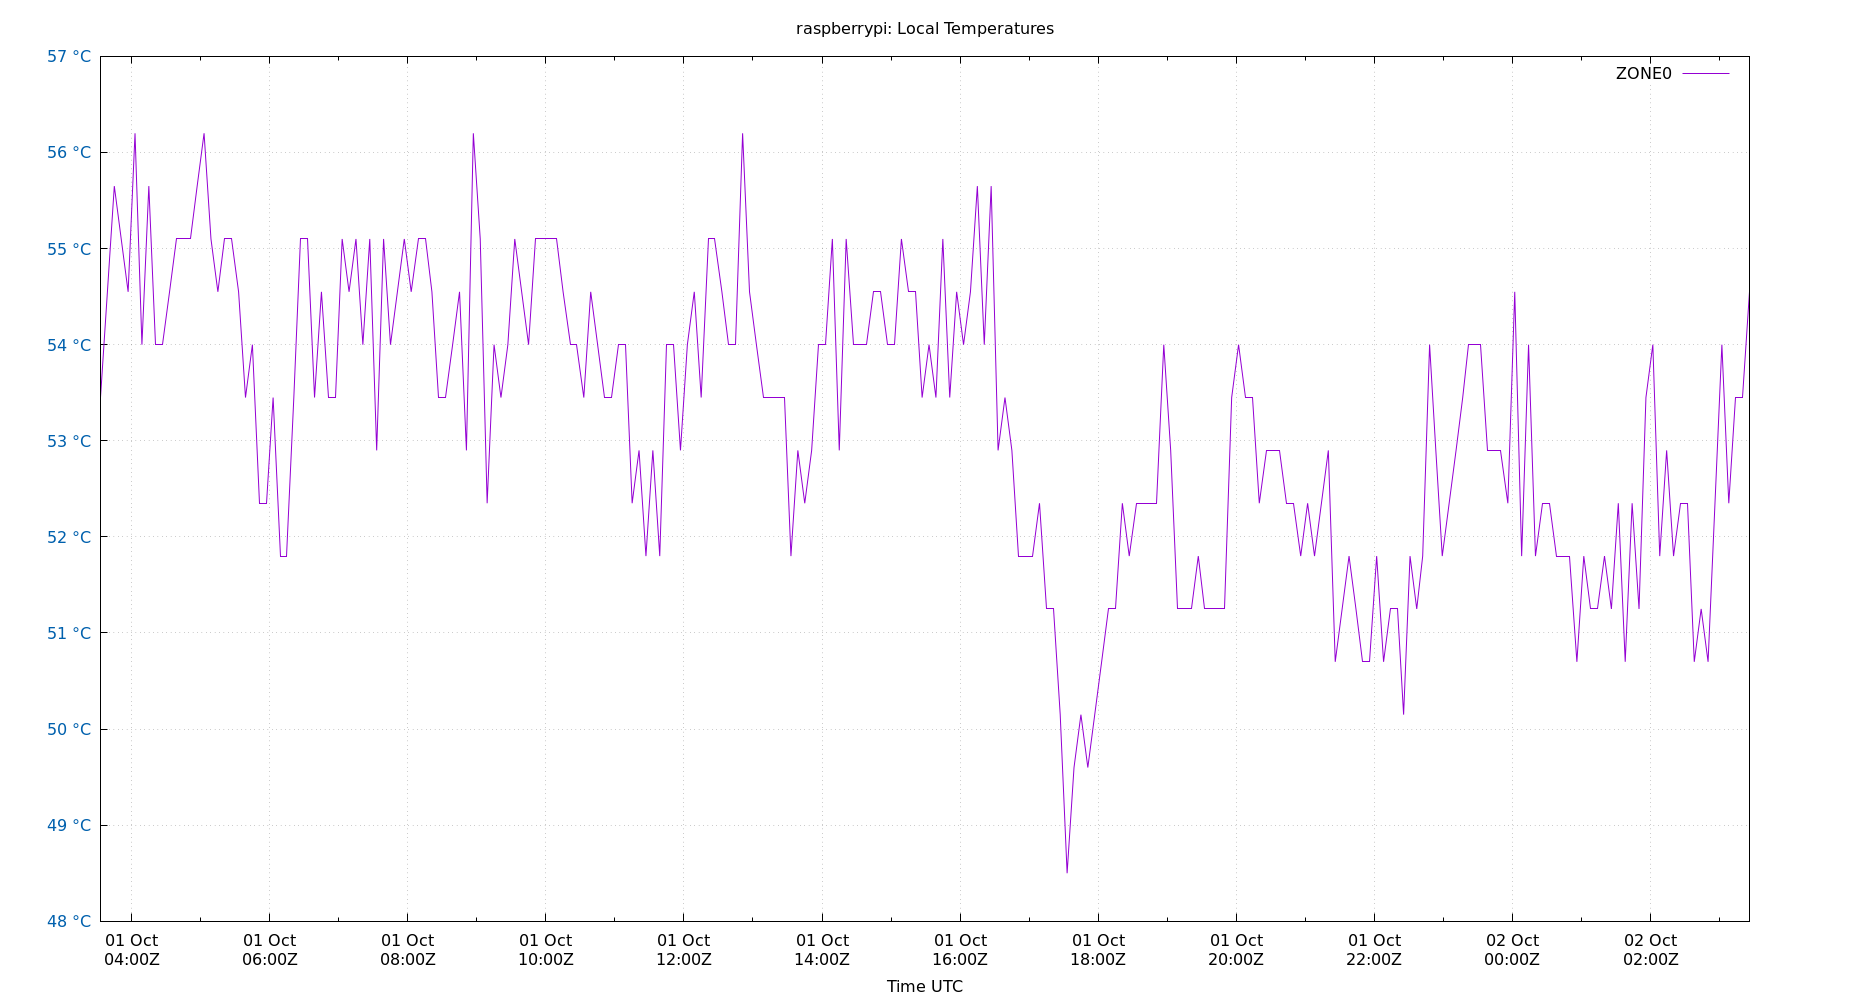 raspberrypi: Local Temperatures
57 °C
ZONE0
56 °C
55 °C
54 °C
53 °C
52 °C
51 °C
50 °C
49 °C
48 °C
01 Oct 01 Oct 01 Oct 01 Oct 01 Oct 01 Oct 01 Oct 01 Oct 01 Oct 01 Oct 02 Oct 02 Oct
04:00Z 06:00Z 08:00Z 10:00Z 12:00Z 14:00Z 16:00Z 18:00Z 20:00Z 22:00Z 00:00Z 02:00Z
Time UTC